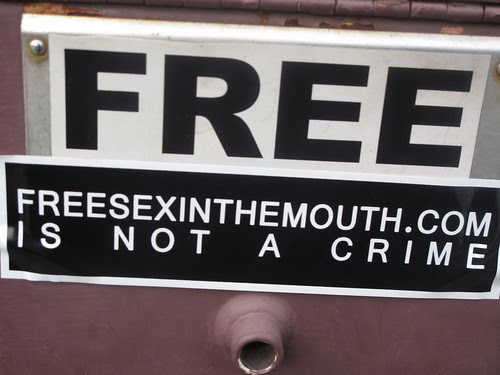 FREE
FREESEXINTHEMOUTH.COM
IS NOT A CRIME